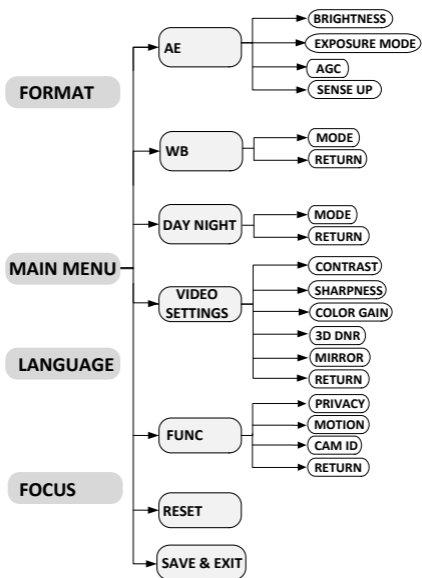 FORMAT
MAIN MENU
LANGUAGE
FOCUS
AE
BRIGHTNESS
EXPOSURE MODE
AGC
SENSE UP
WB
MODE
RETURN
DAY NIGHT
MODE
RETURN
VIDEO
SETTINGS
CONTRAST
SHARPNESS
COLOR GAIN
3D DNR
MIRROR
RETURN
FUNC
PRIVACY
MOTION
CAM ID
RETURN
RESET
SAVE & EXIT